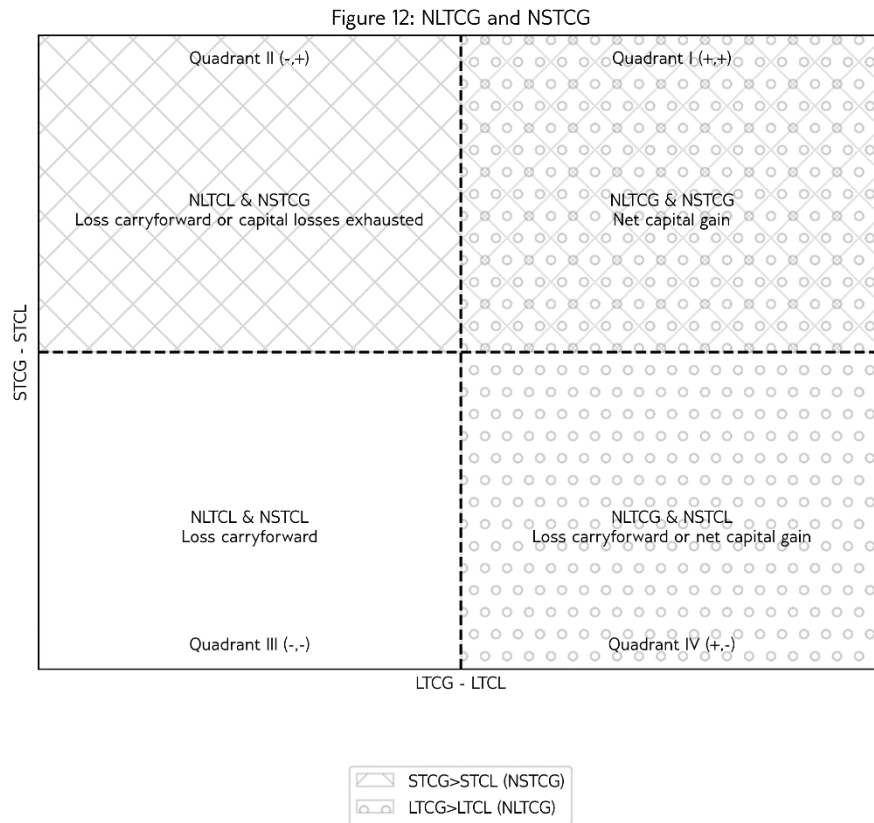 Figure 12: NLTCG and NSTCG
Quadrant II (-,+)
Quadrant I (+,+)
NLTCL & NSTCG
Loss carryforward or capital losses exhausted
NLTCG & NSTCG
Net capital gain
STCG - STCL
NLTCL & NSTCL
Loss carryforward
NLTCG & NSTCL
Loss carryforward or net capital gain
Quadrant III (-,-)
Quadrant IV (+,-)
LTCG - LTCL
STCG>STCL (NSTCG)
LTCG>LTCL (NLTCG)